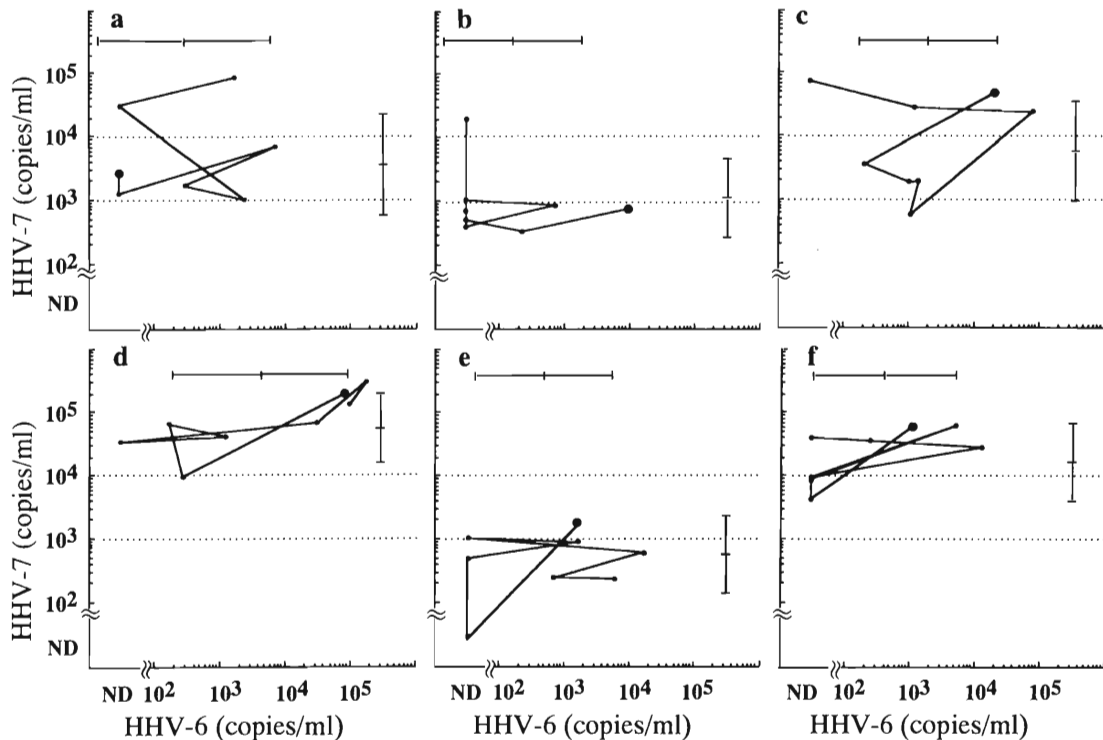 a b c
10⁵
10⁴
10³
10²
ND
HHV-7 (copies/ml)
d e f
10⁵
10⁴
10³
10²
ND
HHV-7 (copies/ml)
ND 10² 10³ 10⁴ 10⁵ ND 10² 10³ 10⁴ 10⁵ ND 10² 10³ 10⁴ 10⁵
HHV-6 (copies/ml) HHV-6 (copies/ml) HHV-6 (copies/ml)